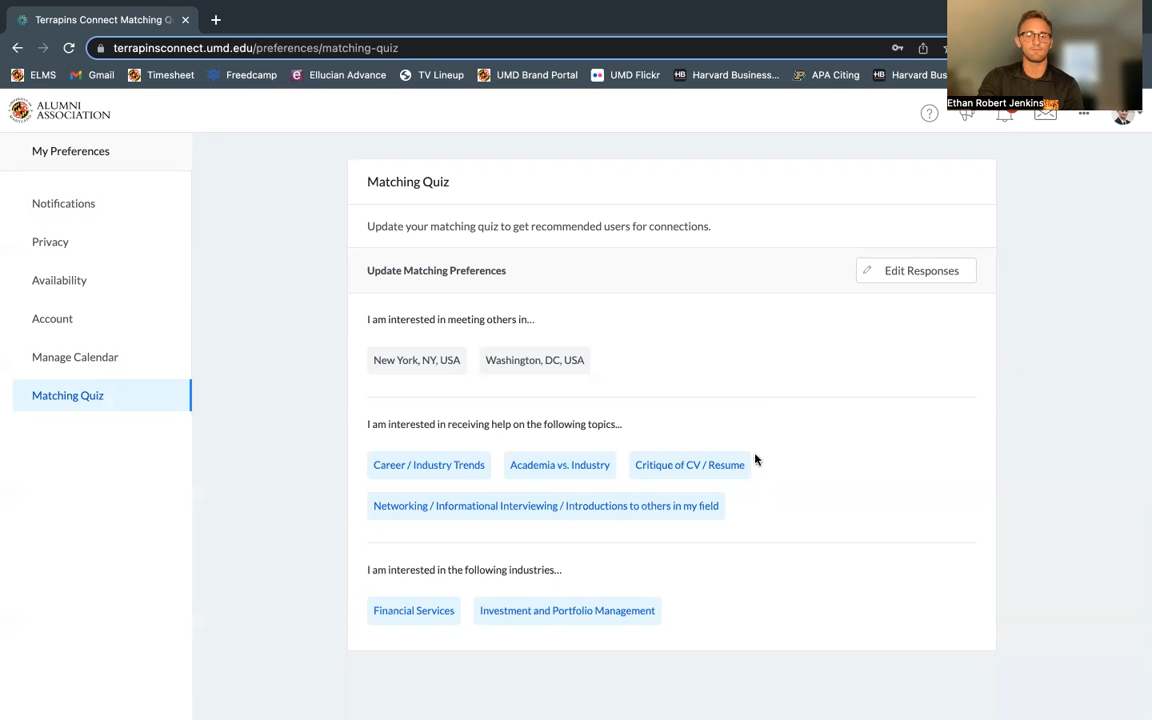 Terrapins Connect Matching Q
terrapinsconnect.umd.edu/preferences/matching-quiz
ELMS Gmail Timesheet Freedcamp Ellucian Advance TV Lineup UMD Brand Portal UMD Flickr Harvard Business... APA Citing Harvard Bus
Ethan Robert Jenkins
ALUMNI
ASSOCIATION
My Preferences
Notifications
Privacy
Availability
Account
Manage Calendar
Matching Quiz
Matching Quiz
Update your matching quiz to get recommended users for connections.
Update Matching Preferences
Edit Responses
I am interested in meeting others in...
New York, NY, USA Washington, DC, USA
I am interested in receiving help on the following topics...
Career / Industry Trends Academia vs. Industry Critique of CV / Resume
Networking / Informational Interviewing / Introductions to others in my field
I am interested in the following industries...
Financial Services Investment and Portfolio Management